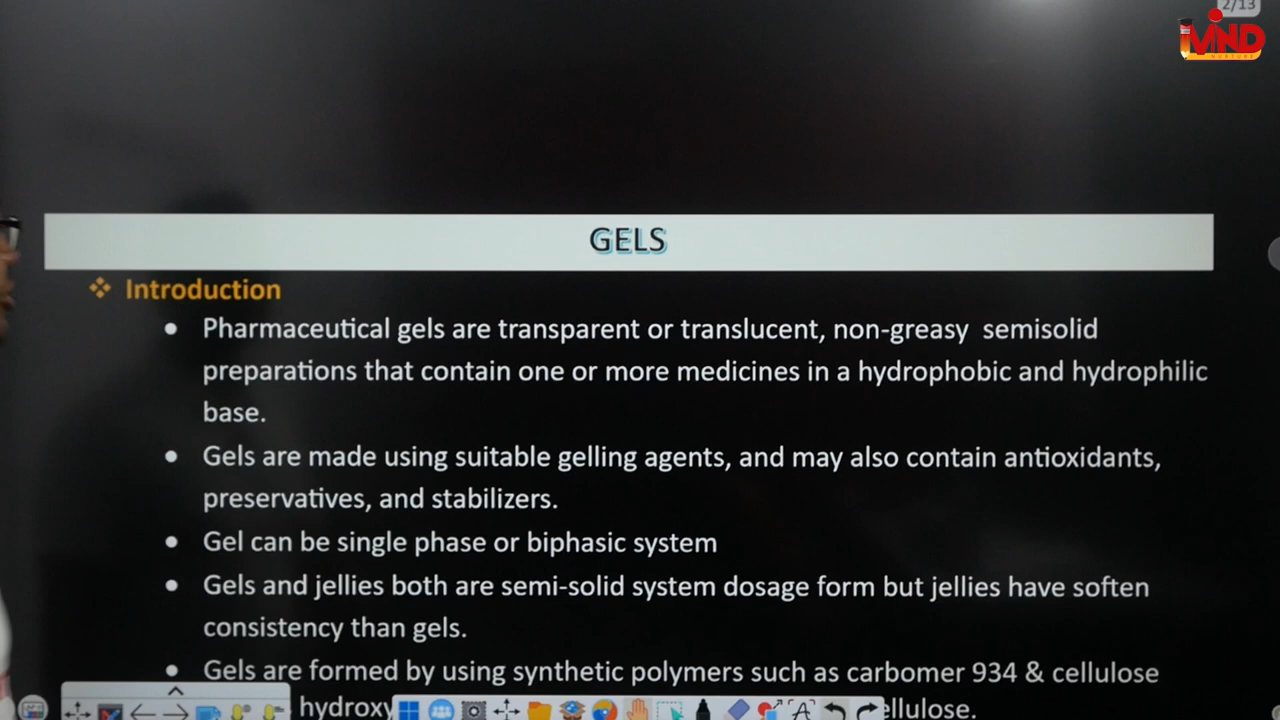 2/13
MIND
NURTURE
GELS
❖ Introduction
• Pharmaceutical gels are transparent or translucent, non-greasy semisolid
preparations that contain one or more medicines in a hydrophobic and hydrophilic
base.
• Gels are made using suitable gelling agents, and may also contain antioxidants,
preservatives, and stabilizers.
• Gel can be single phase or biphasic system
• Gels and jellies both are semi-solid system dosage form but jellies have soften
consistency than gels.
• Gels are formed by using synthetic polymers such as carbomer 934 & cellulose
hydroxy ellulose.